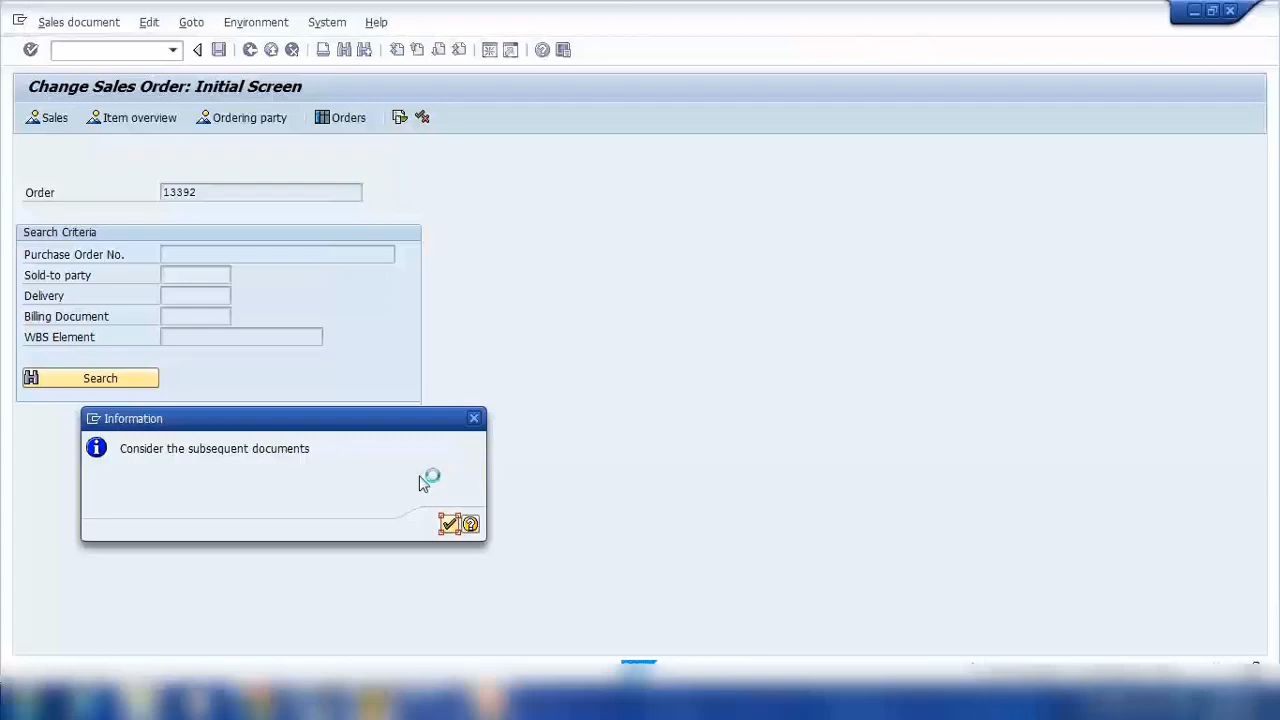 Sales document Edit Goto Environment System Help
Change Sales Order: Initial Screen
Sales Item overview Ordering party Orders
Order 13392
Search Criteria
Purchase Order No.
Sold-to party
Delivery
Billing Document
WBS Element
Search
Information
Consider the subsequent documents